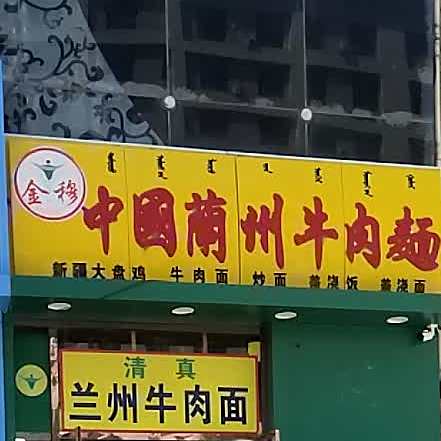 金穆
中國蘭州牛肉麵
新疆大盘鸡 牛肉面 炒面 盖浇饭 盖浇面
清真
兰州牛肉面